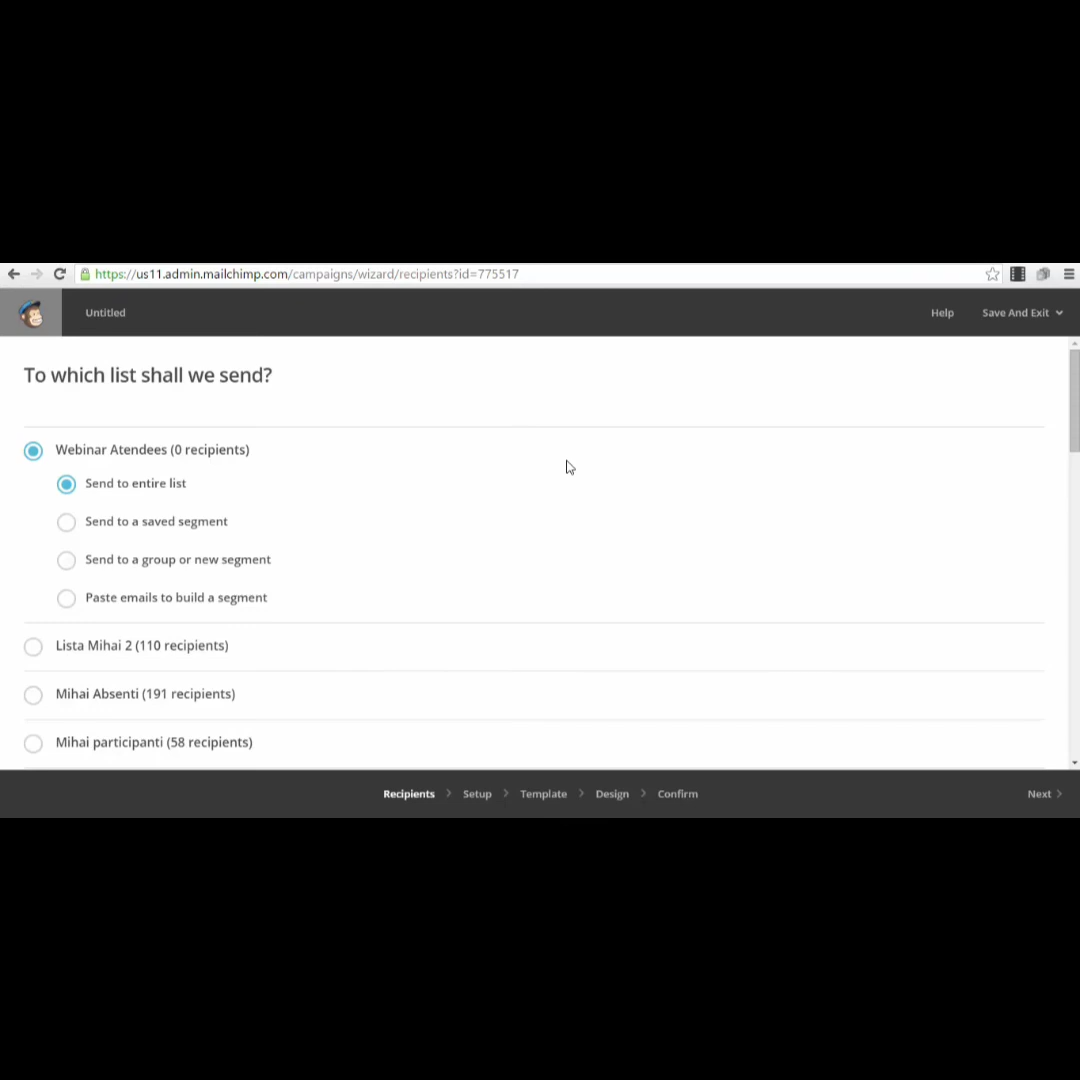 https://us11.admin.mailchimp.com/campaigns/wizard/recipients?id=775517
Untitled
Help
Save And Exit
To which list shall we send?
Webinar Atendees (0 recipients)
Send to entire list
Send to a saved segment
Send to a group or new segment
Paste emails to build a segment
Lista Mihai 2 (110 recipients)
Mihai Absenti (191 recipients)
Mihai participanti (58 recipients)
Recipients > Setup > Template > Design > Confirm
Next >